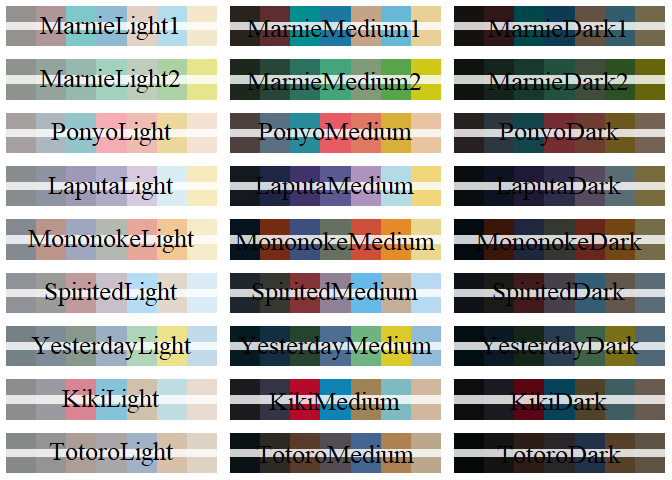 MarnieLight1 MarnieMedium1 MarnieDark1
MarnieLight2 MarnieMedium2 MarnieDark2
PonyoLight PonyoMedium PonyoDark
LaputaLight LaputaMedium LaputaDark
MononokeLight MononokeMedium MononokeDark
SpiritedLight SpiritedMedium SpiritedDark
YesterdayLight YesterdayMedium YesterdayDark
KikiLight KikiMedium KikiDark
TotoroLight TotoroMedium TotoroDark